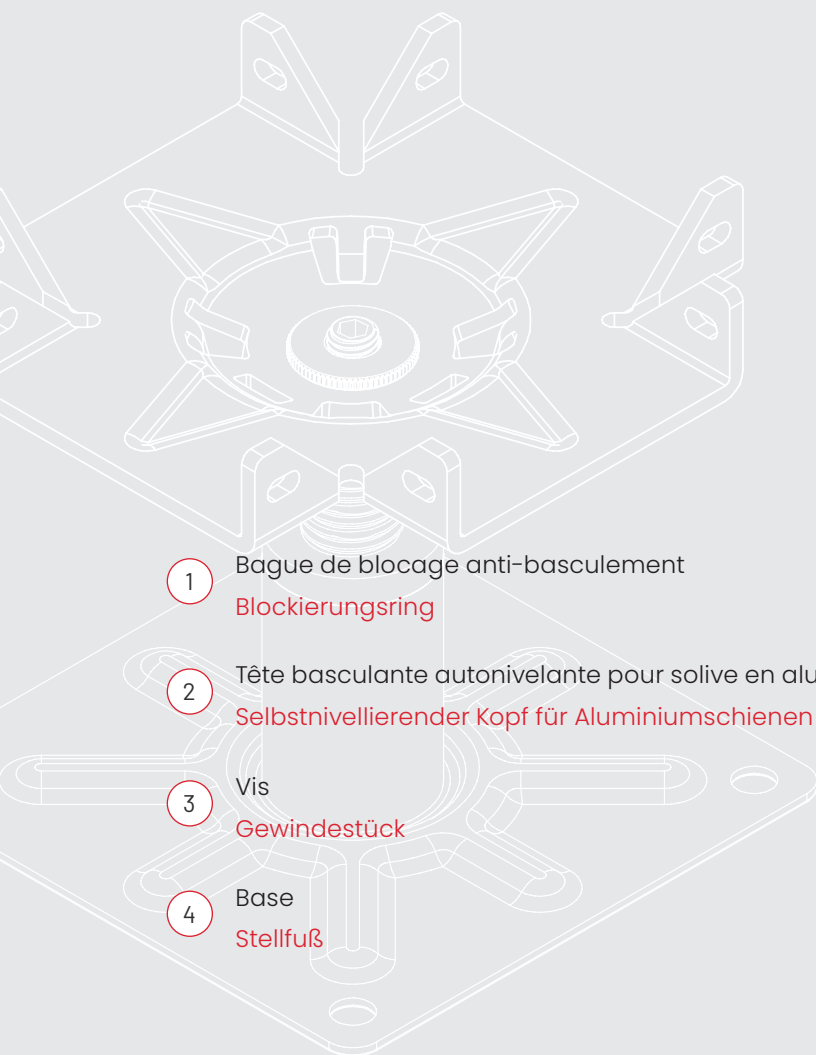 1
Bague de blocage anti-basculement
Blockierungsring
2
Tête basculante autonivelante pour solive en alu
Selbstnivellierender Kopf für Aluminiumschienen
3
Vis
Gewindestück
4
Base
Stellfuß